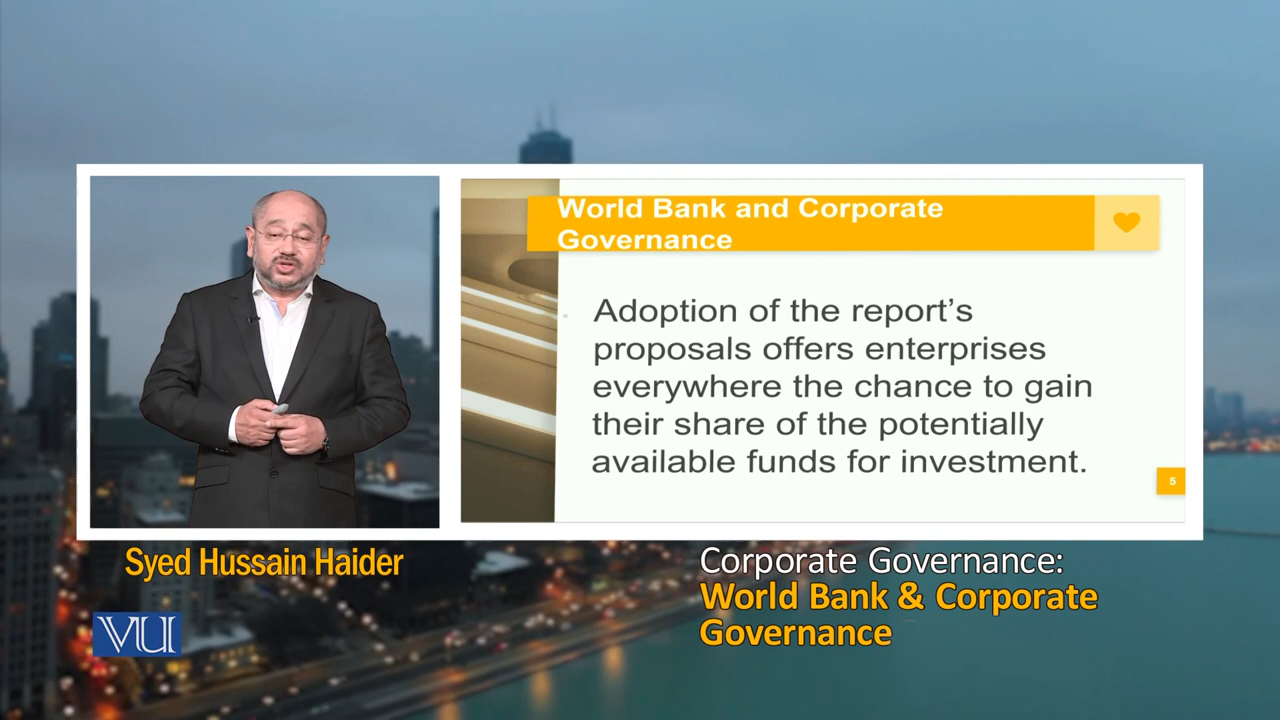 World Bank and Corporate
Governance
Adoption of the report’s
proposals offers enterprises
everywhere the chance to gain
their share of the potentially
available funds for investment.
5
Syed Hussain Haider
Corporate Governance:
World Bank & Corporate
Governance
VU